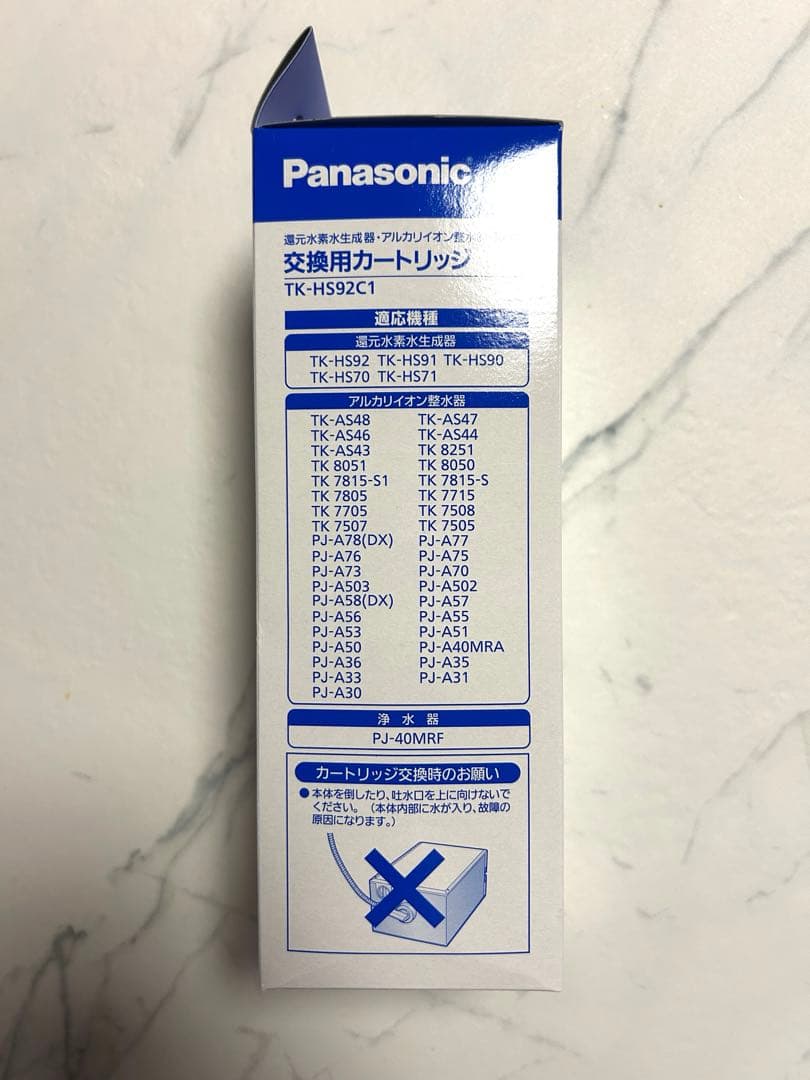 Panasonic
還元水素水生成器・アルカリイオン整水
交換用カートリッジ
TK-HS92C1
適応機種
還元水素水生成器
TK-HS92 TK-HS91 TK-HS90
TK-HS70 TK-HS71
アルカリイオン整水器
TK-AS48 TK-AS47
TK-AS46 TK-AS44
TK-AS43 TK 8251
TK 8051 TK 8050
TK 7815-S1 TK 7815-S
TK 7805 TK 7715
TK 7705 TK 7508
TK 7507 TK 7505
PJ-A78(DX) PJ-A77
PJ-A76 PJ-A75
PJ-A73 PJ-A70
PJ-A503 PJ-A502
PJ-A58(DX) PJ-A57
PJ-A56 PJ-A55
PJ-A53 PJ-A51
PJ-A50 PJ-A40MRA
PJ-A36 PJ-A35
PJ-A33 PJ-A31
PJ-A30
浄水器
PJ-40MRF
カートリッジ交換時のお願い
●本体を倒したり、吐水口を上に向けないで
ください。(本体内部に水が入り、故障の
原因になります。)